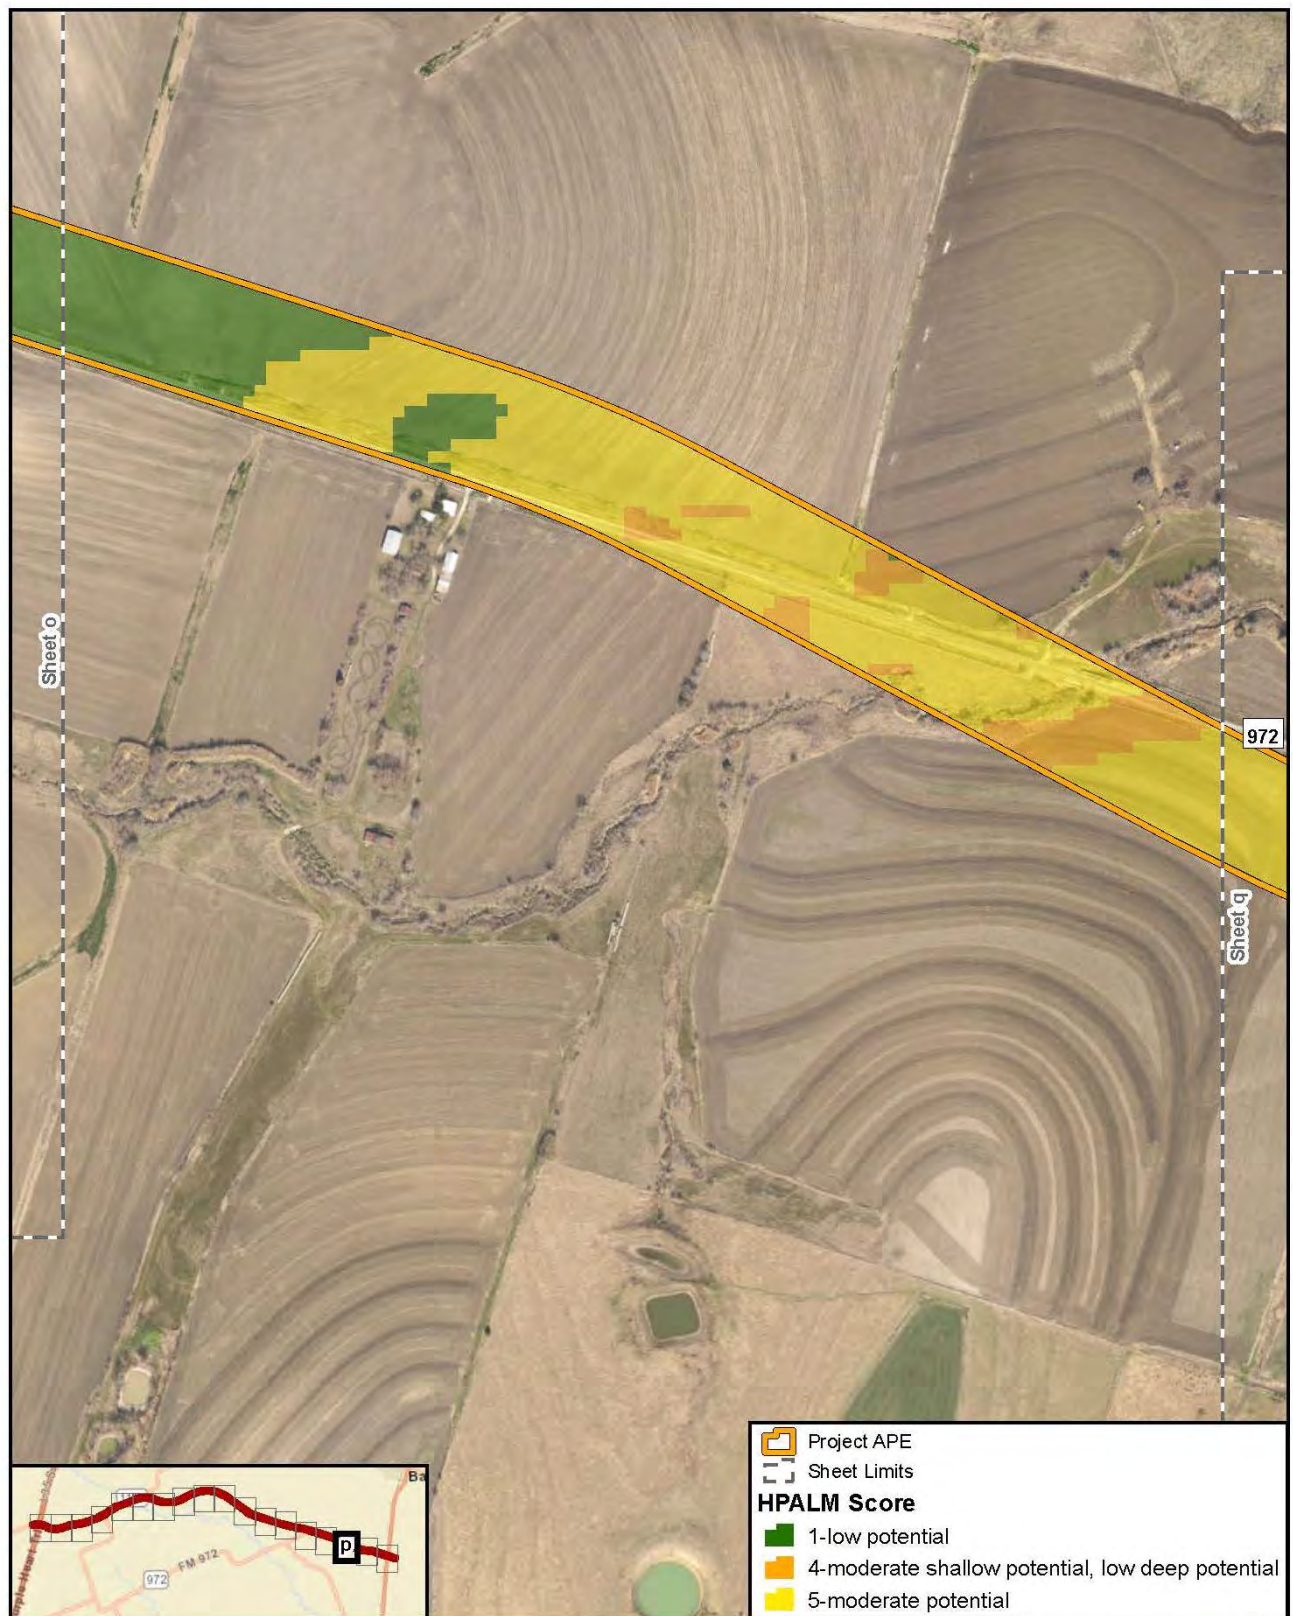 Sheet o
972
Sheet q
Project APE
Sheet Limits
HPALM Score
1-low potential
4-moderate shallow potential, low deep potential
5-moderate potential
Ba
p
FM 972
972